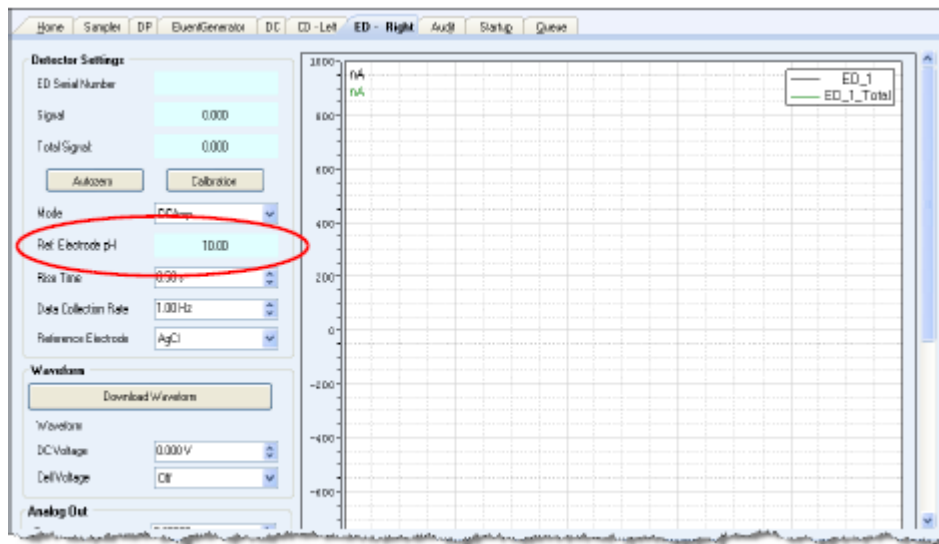 Home Sampler DP EluentGenerator DC CD - Left ED - Right Audit Startup Queue
Detector Settings
ED Serial Number
Signal 0.000
Total Signal: 0.000
Autozero Calibration
Mode DCAmp
Ref. Electrode pH 10.00
Rise Time 0.50 s
Data Collection Rate 1.00 Hz
Reference Electrode AgCl
Waveform
Download Waveform
Waveform
DC Voltage 0.000 V
Cell Voltage Off
Analog Out
1000
800
600
400
200
0
-200
-400
-600
nA
nA
ED_1
ED_1_Total